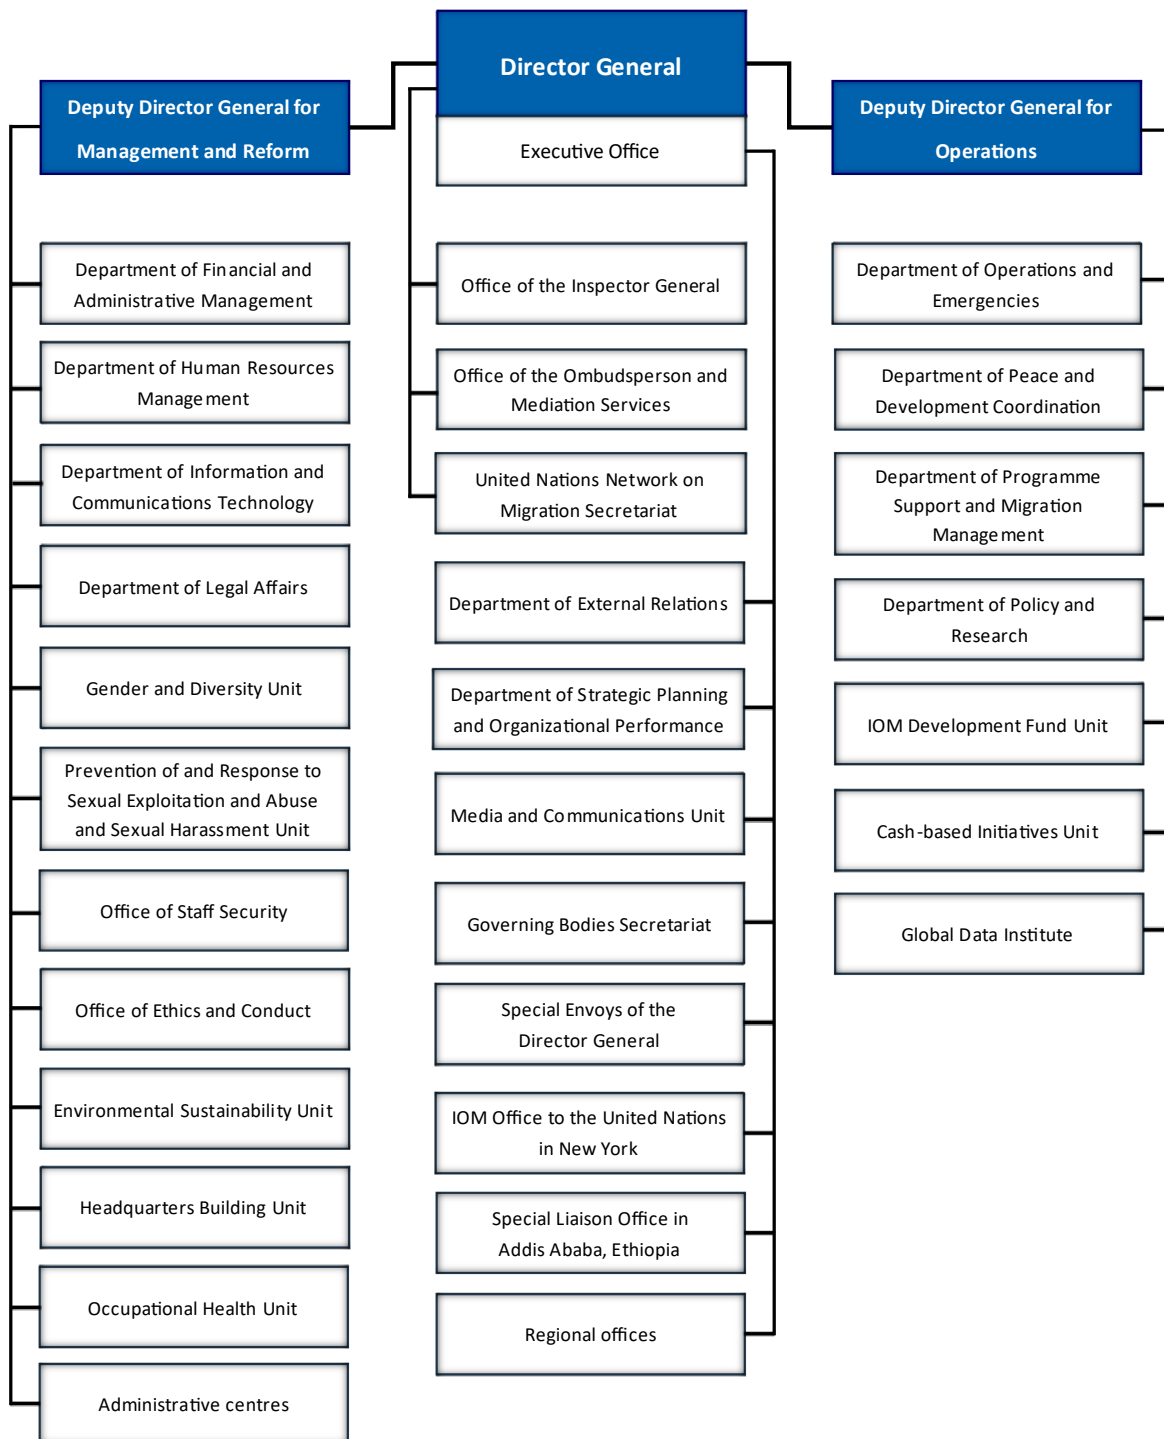 Director General
Executive Office
Deputy Director General for
Management and Reform
Department of Financial and
Administrative Management
Department of Human Resources
Management
Department of Information and
Communications Technology
Department of Legal Affairs
Gender and Diversity Unit
Prevention of and Response to
Sexual Exploitation and Abuse
and Sexual Harassment Unit
Office of Staff Security
Office of Ethics and Conduct
Environmental Sustainability Unit
Headquarters Building Unit
Occupational Health Unit
Administrative centres
Office of the Inspector General
Office of the Ombudsperson and
Mediation Services
United Nations Network on
Migration Secretariat
Department of External Relations
Department of Strategic Planning
and Organizational Performance
Media and Communications Unit
Governing Bodies Secretariat
Special Envoys of the
Director General
IOM Office to the United Nations
in New York
Special Liaison Office in
Addis Ababa, Ethiopia
Regional offices
Deputy Director General for
Operations
Department of Operations and
Emergencies
Department of Peace and
Development Coordination
Department of Programme
Support and Migration
Management
Department of Policy and
Research
IOM Development Fund Unit
Cash-based Initiatives Unit
Global Data Institute